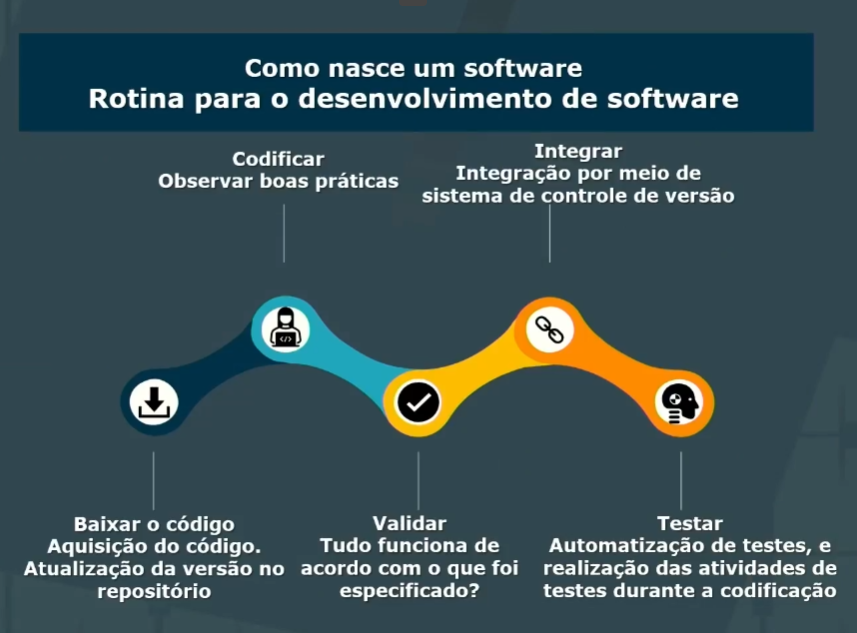 Como nasce um software
Rotina para o desenvolvimento de software
Codificar
Observar boas práticas
Integrar
Integração por meio de
sistema de controle de versão
</>
Baixar o código
Aquisição do código.
Atualização da versão no
repositório
Validar
Tudo funciona de
acordo com o que foi
especificado?
Testar
Automatização de testes, e
realização das atividades de
testes durante a codificação